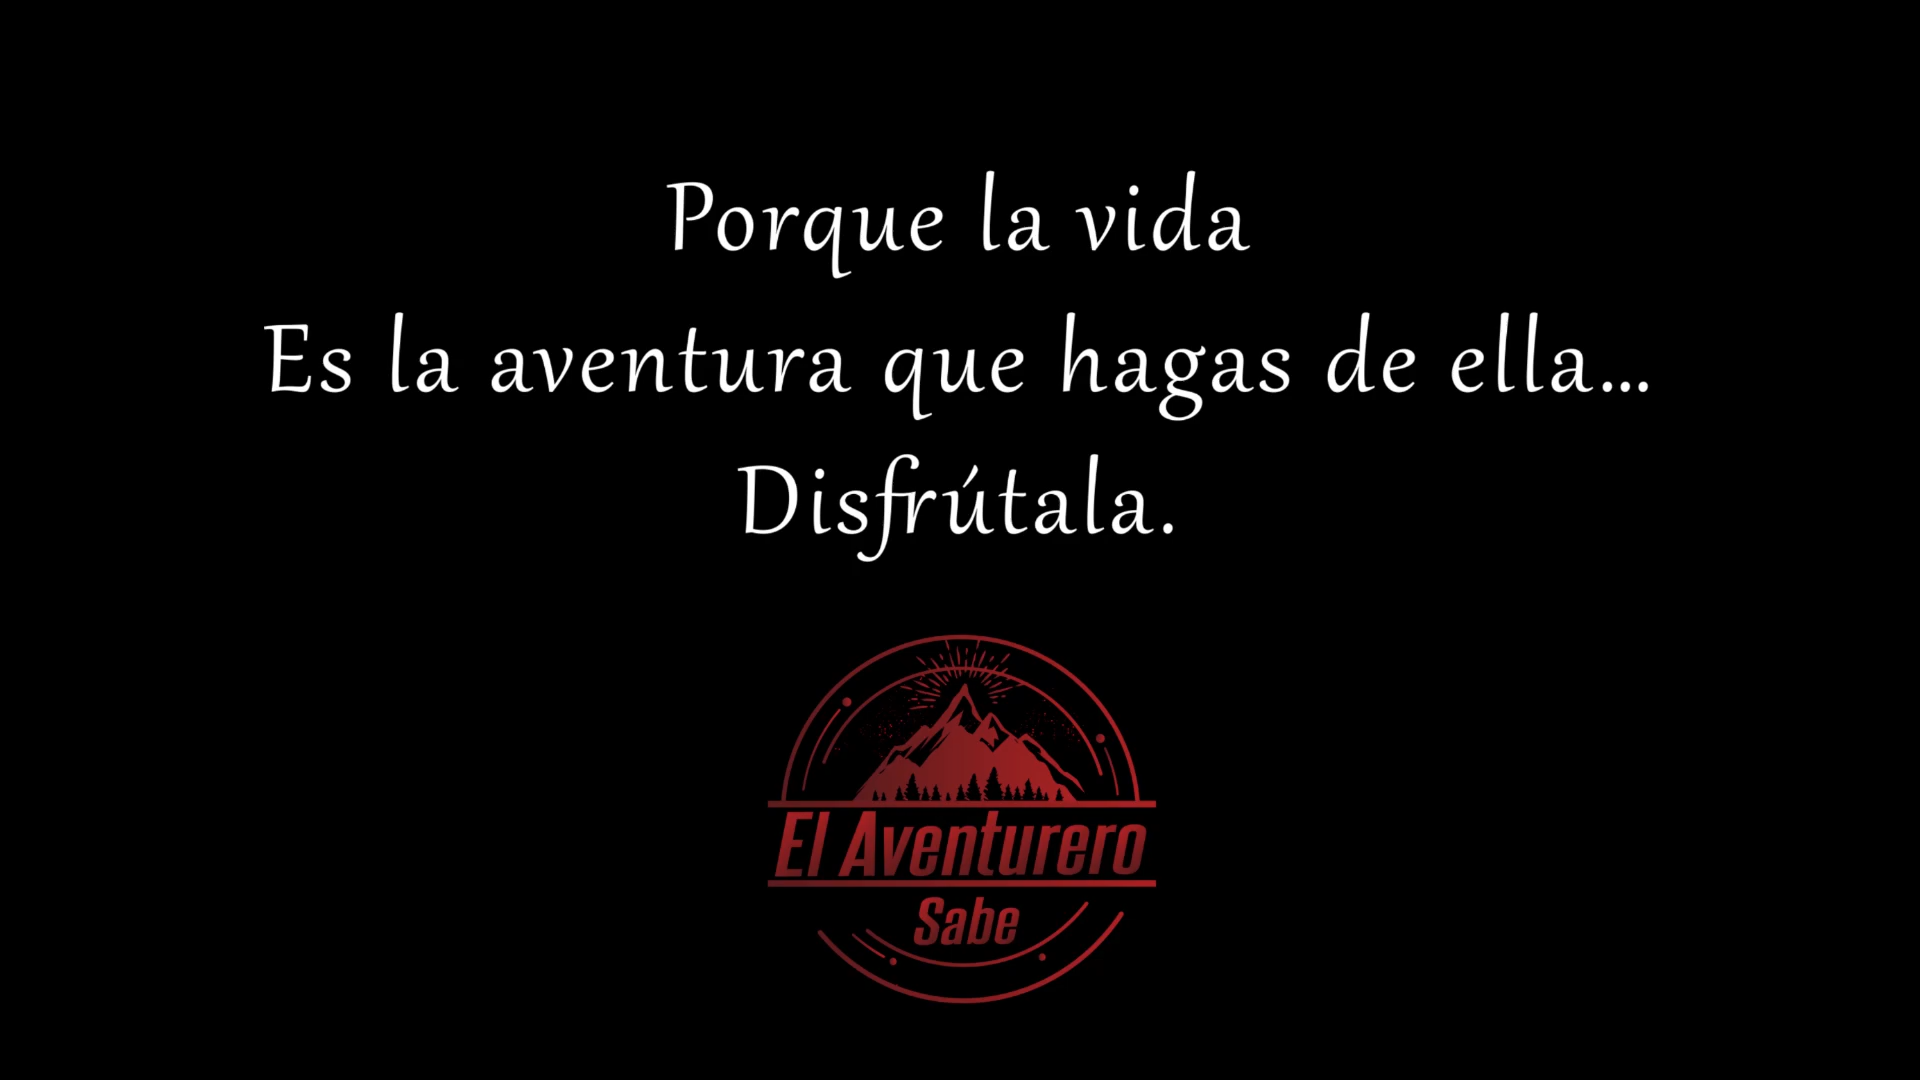 Porque la vida
Es la aventura que hagas de ella...
Disfrútala.
El Aventurero
Sabe